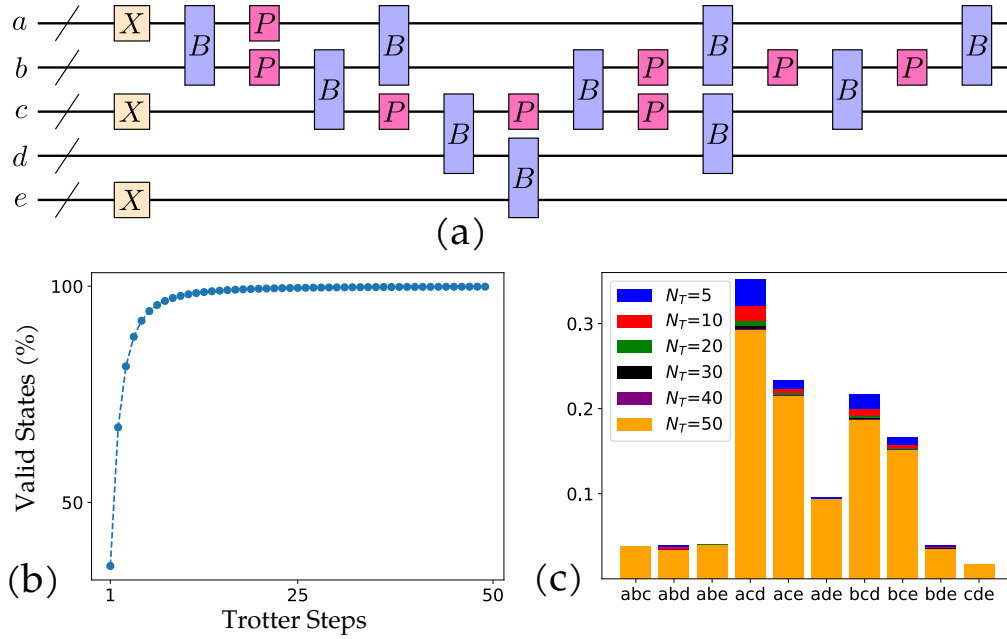 a X B P B B B
b P B B P P B P
c X P B P P B
d B
e X
(a)
100
50
Valid States (%)
1 25 50
Trotter Steps
(b)
N_T=5
N_T=10
N_T=20
N_T=30
N_T=40
N_T=50
0.3
0.2
0.1
abc abd abe acd ace ade bcd bce bde cde
(c)